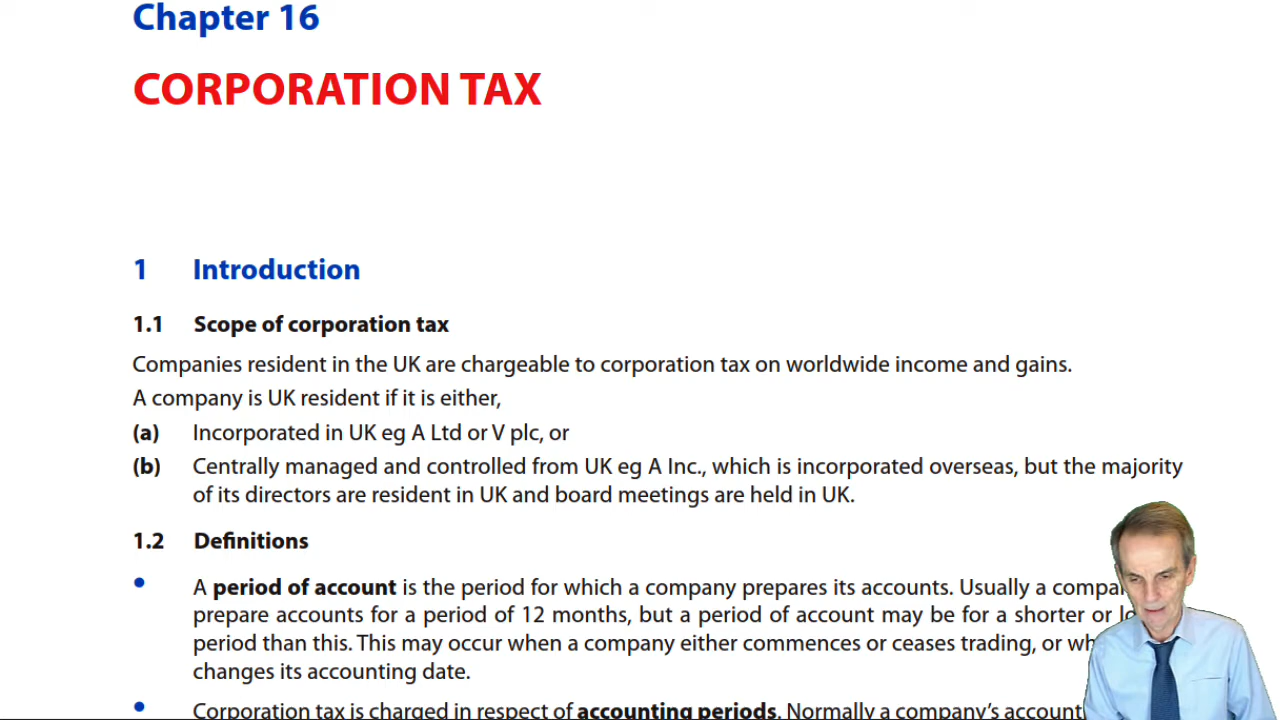 Chapter 16
CORPORATION TAX
1 Introduction
1.1 Scope of corporation tax
Companies resident in the UK are chargeable to corporation tax on worldwide income and gains.
A company is UK resident if it is either,
(a) Incorporated in UK eg A Ltd or V plc, or
(b) Centrally managed and controlled from UK eg A Inc., which is incorporated overseas, but the majority
of its directors are resident in UK and board meetings are held in UK.
1.2 Definitions
• A period of account is the period for which a company prepares its accounts. Usually a
prepare accounts for a period of 12 months, but a period of account may be for a shorter or
period than this. This may occur when a company either commences or ceases trading, or
changes its accounting date.
• Corporation tax is charged in respect of accounting periods. Normally a company's